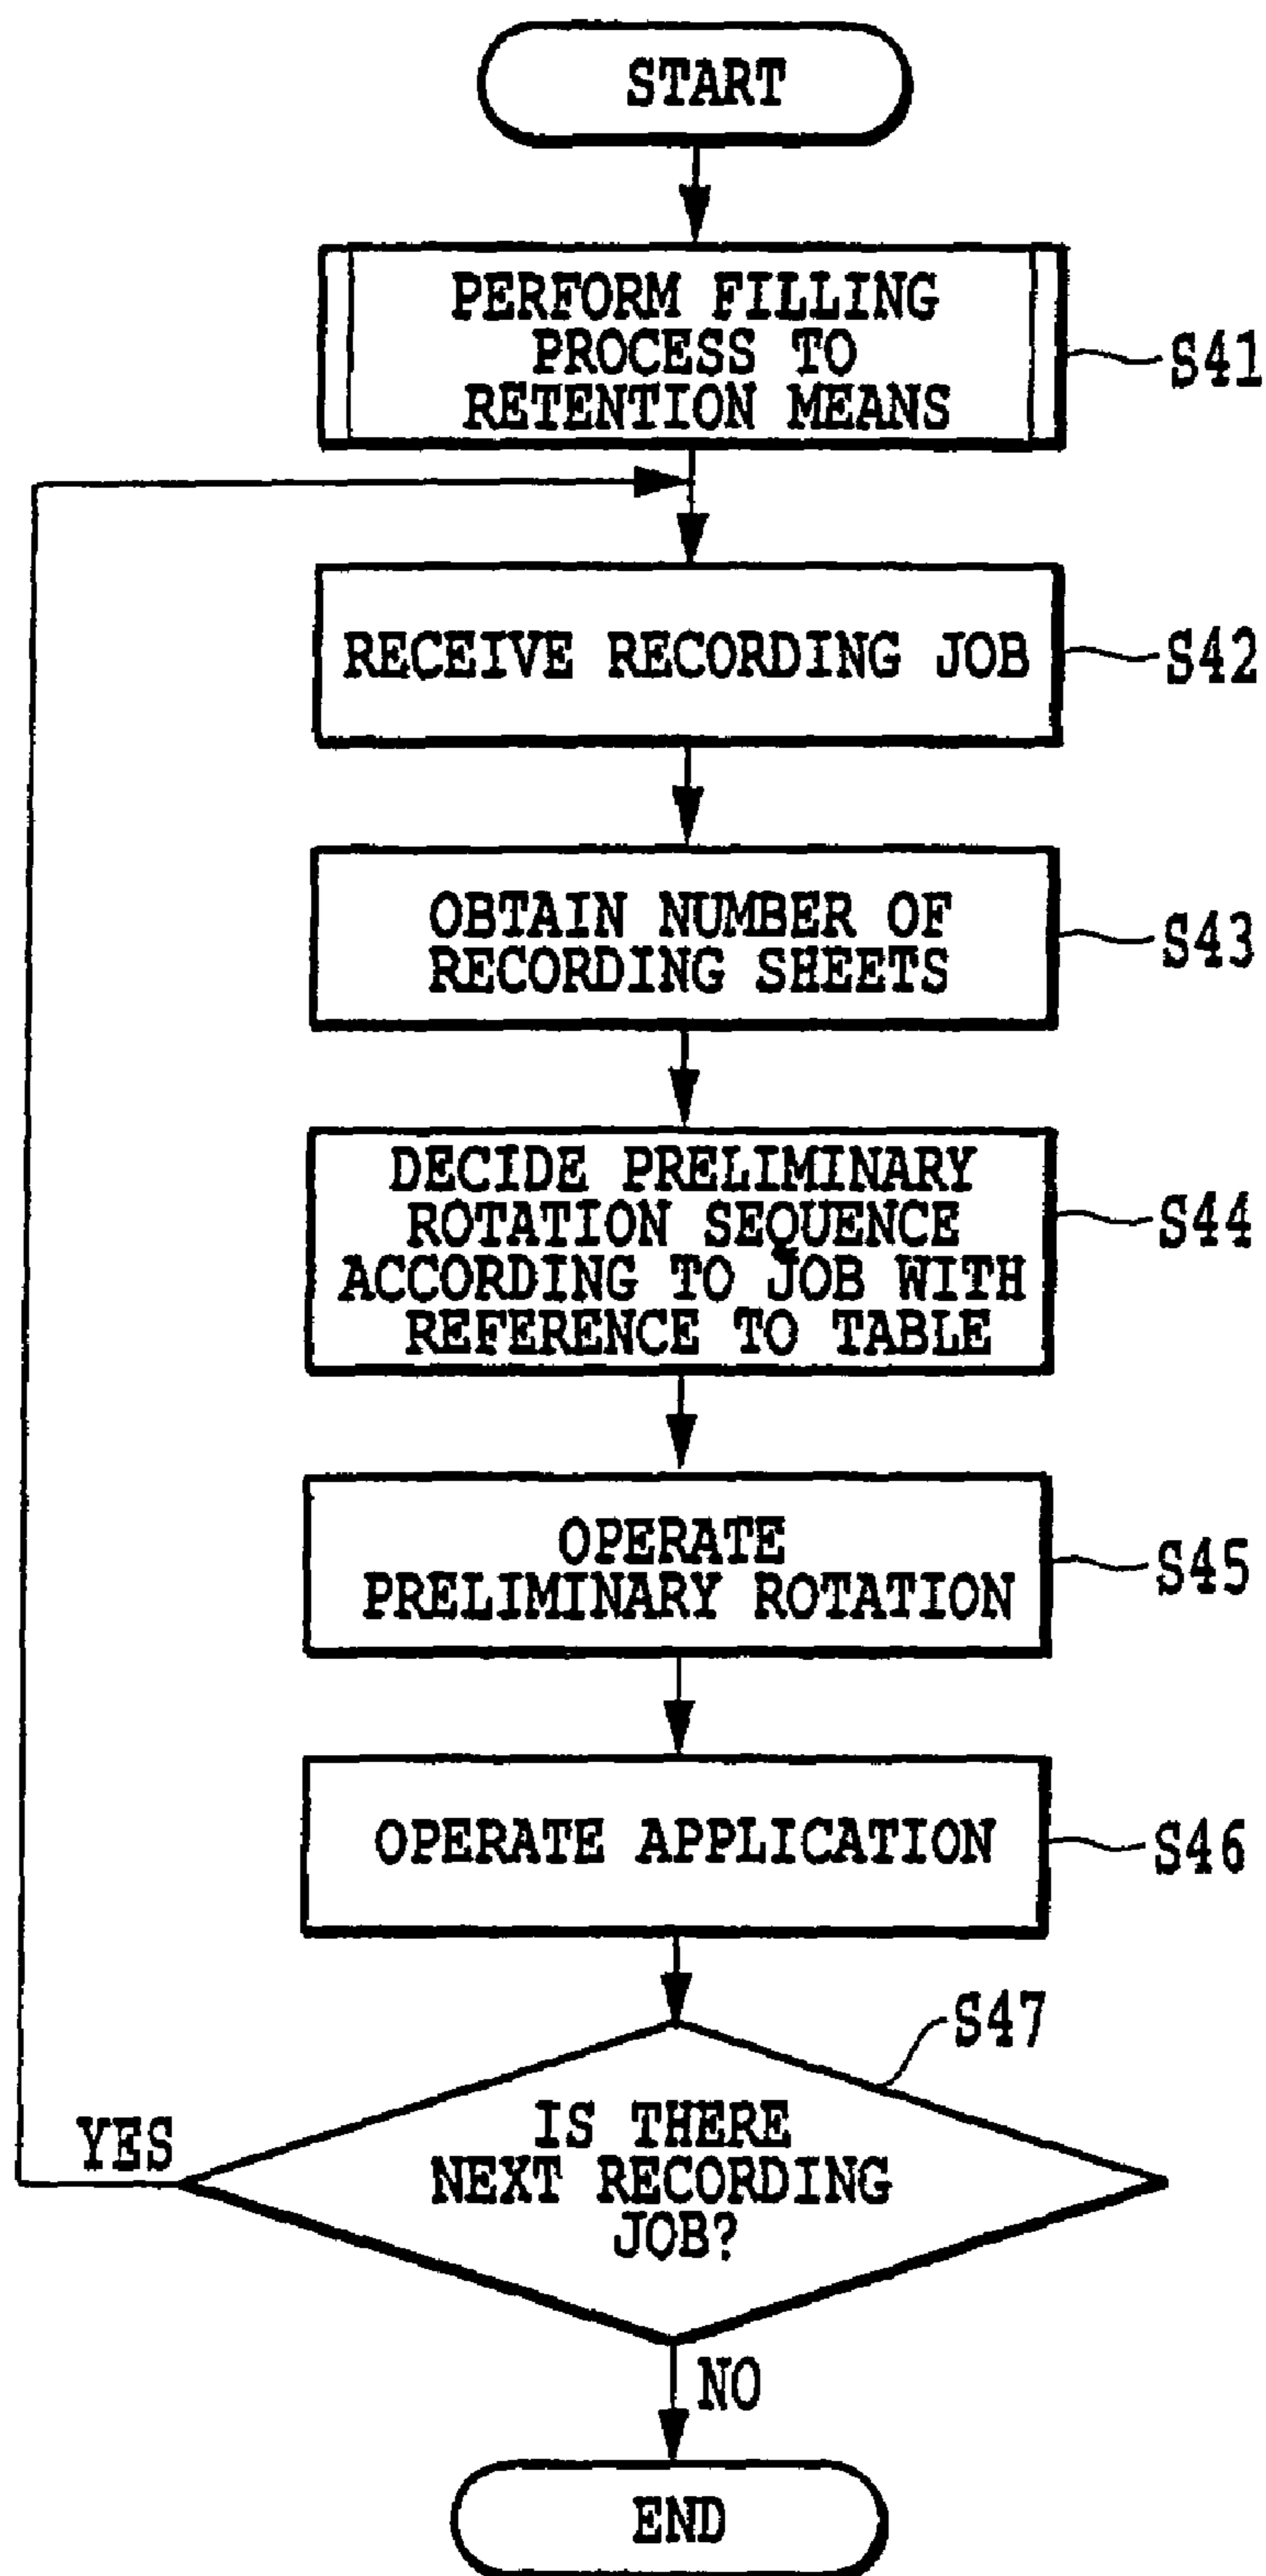 START
PERFORM FILLING
PROCESS TO
RETENTION MEANS
S41
RECEIVE RECORDING JOB
S42
OBTAIN NUMBER OF
RECORDING SHEETS
S43
DECIDE PRELIMINARY
ROTATION SEQUENCE
ACCORDING TO JOB WITH
REFERENCE TO TABLE
S44
OPERATE
PRELIMINARY ROTATION
S45
OPERATE APPLICATION
S46
S47
IS THERE
NEXT RECORDING
JOB?
YES
NO
END